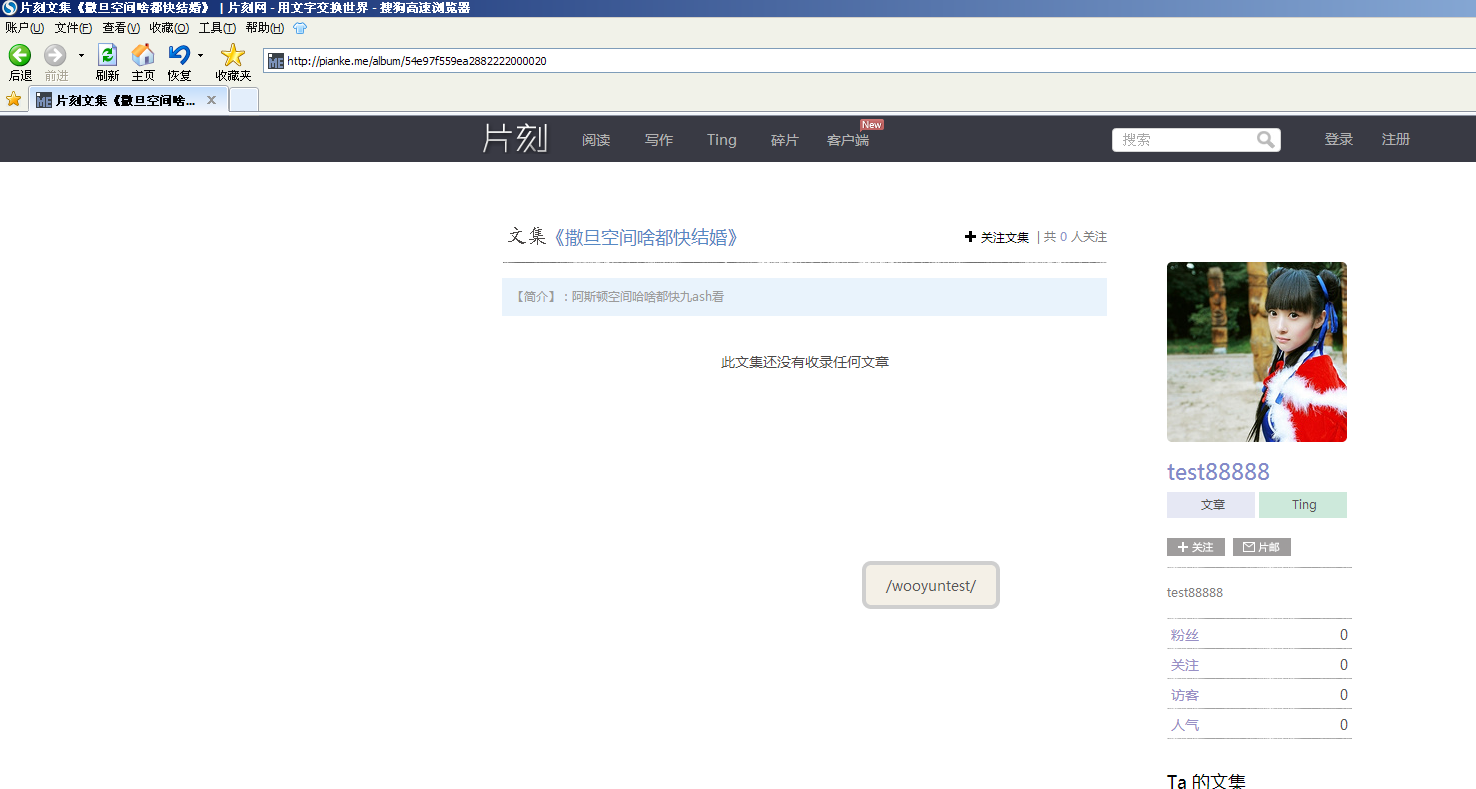 片刻文集《撒旦空间啥都快结婚》 | 片刻网 - 用文字交换世界 - 搜狗高速浏览器
账户(U) 文件(F) 查看(V) 收藏(O) 工具(T) 帮助(H)
后退 前进 刷新 主页 恢复 收藏夹
http://pianke.me/album/54e97f559ea2882222000020
片刻文集《撒旦空间啥...
片刻 阅读 写作 Ting 碎片 客户端 New 搜索 登录 注册
文集《撒旦空间啥都快结婚》 关注文集 | 共 0 人关注
【简介】：阿斯顿空间哈啥都快九ash看
此文集还没有收录任何文章
/wooyuntest/
test88888
文章 Ting
关注 片邮
test88888
粉丝 0
关注 0
访客 0
人气 0
Ta 的文集